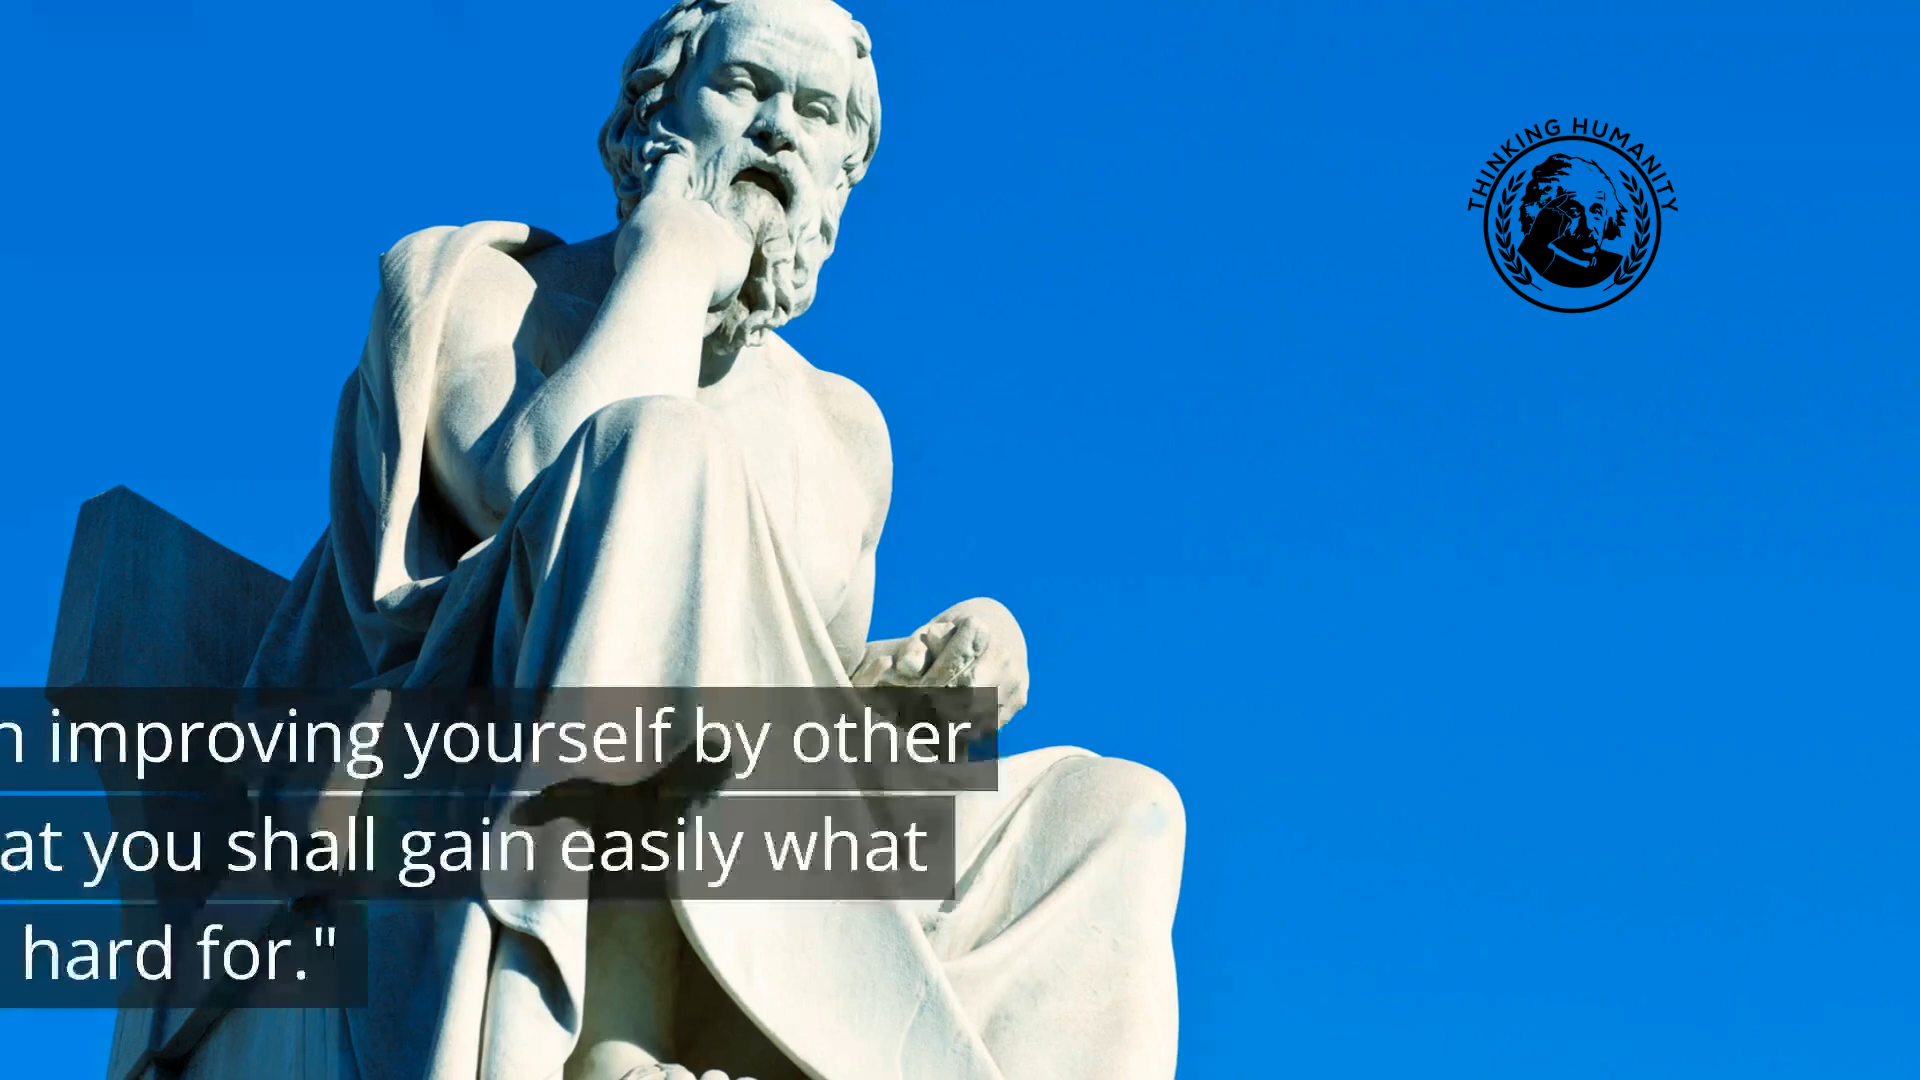 THINKING HUMANITY
improving yourself by other
at you shall gain easily what
hard for."